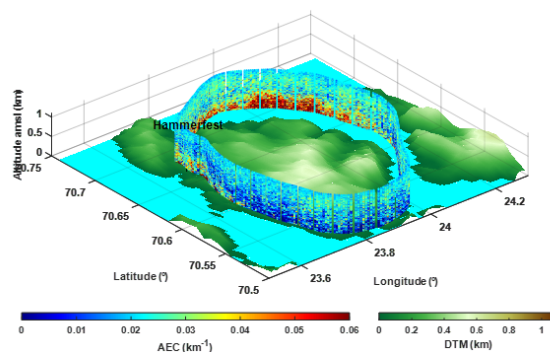 Hammerfest
Altitude amsl (km)
1
0.5
0
70.75
70.7
70.65
70.6
70.55
70.5
Latitude (º)
23.6
23.8
24
24.2
Longitude (º)
0 0.01 0.02 0.03 0.04 0.05 0.06
AEC (km-1)
0 0.2 0.4 0.6 0.8 1
DTM (km)